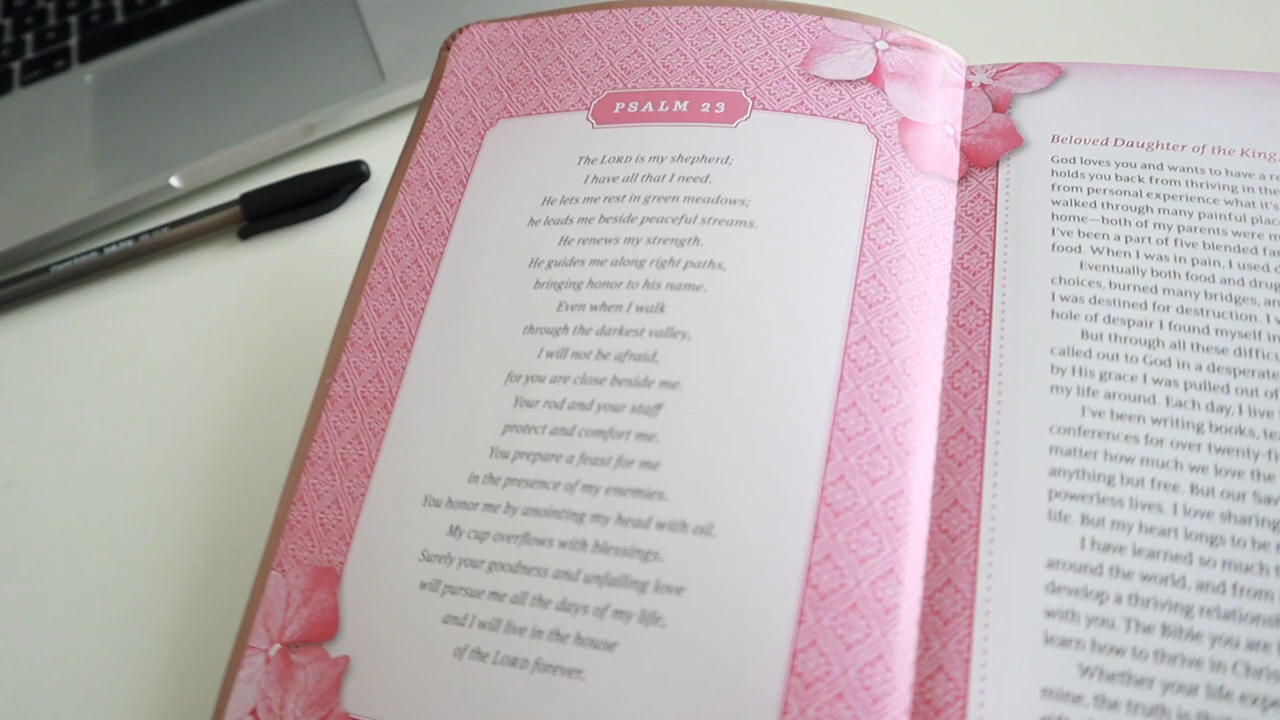 PSALM 23
The LORD is my shepherd;
I have all that I need.
He lets me rest in green meadows;
he leads me beside peaceful streams.
He renews my strength.
He guides me along right paths,
bringing honor to his name.
Even when I walk
through the darkest valley,
I will not be afraid,
for you are close beside me.
Your rod and your staff
protect and comfort me.
You prepare a feast for me
in the presence of my enemies.
You honor me by anointing my head with oil.
My cup overflows with blessings.
Surely your goodness and unfailing love
will pursue me all the days of my life,
and I will live in the house
of the LORD forever.
Beloved Daughter of the King,
God loves you and wants to have a
holds you back from thriving in
from personal experience what it's
walked through many painful
home—both of my parents were
I've been a part of five blended
food. When I was in pain, I used
Eventually both food and
choices, burned many bridges,
I was destined for destruction. I
hole of despair I found myself
But through all these
called out to God in a desperate
by His grace I was pulled out of
my life around. Each day, I live
I've been writing books,
conferences for over
matter how much we love the
anything but free. But our
powerless lives. I love sharing
life. But my heart longs to be
I have learned so much
around the world, and from
develop a thriving
with you. The Bible you are
learn how to thrive in
Whether your life
mine, the truth is